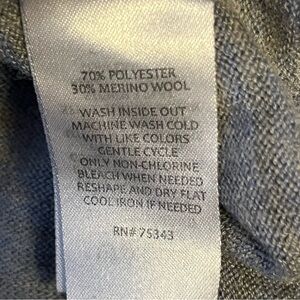 70% POLYESTER
30% MERINO WOOL
WASH INSIDE OUT
MACHINE WASH COLD
WITH LIKE COLORS
GENTLE CYCLE
ONLY NON-CHLORINE
BLEACH WHEN NEEDED
RESHAPE AND DRY FLAT
COOL IRON IF NEEDED
RN# 75343